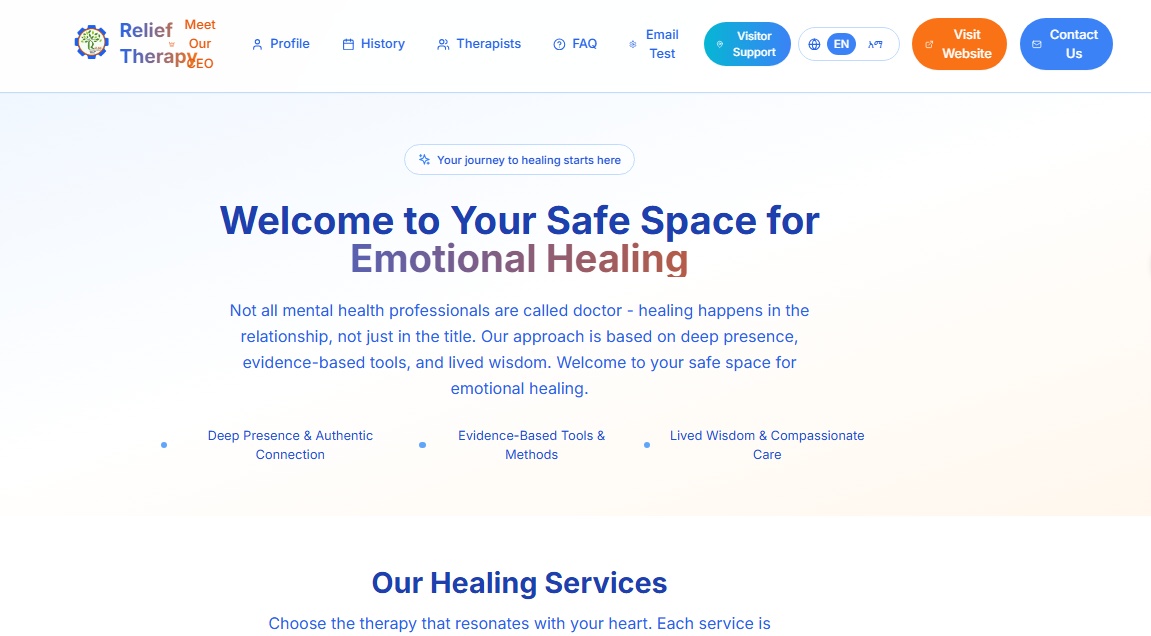 Relief
Therapy
Meet
Our
CEO
Profile
History
Therapists
FAQ
Email
Test
Visitor
Support
EN
አማ
Visit
Website
Contact
Us
Your journey to healing starts here
Welcome to Your Safe Space for
Emotional Healing
Not all mental health professionals are called doctor - healing happens in the
relationship, not just in the title. Our approach is based on deep presence,
evidence-based tools, and lived wisdom. Welcome to your safe space for
emotional healing.
Deep Presence & Authentic
Connection
Evidence-Based Tools &
Methods
Lived Wisdom & Compassionate
Care
Our Healing Services
Choose the therapy that resonates with your heart. Each service is